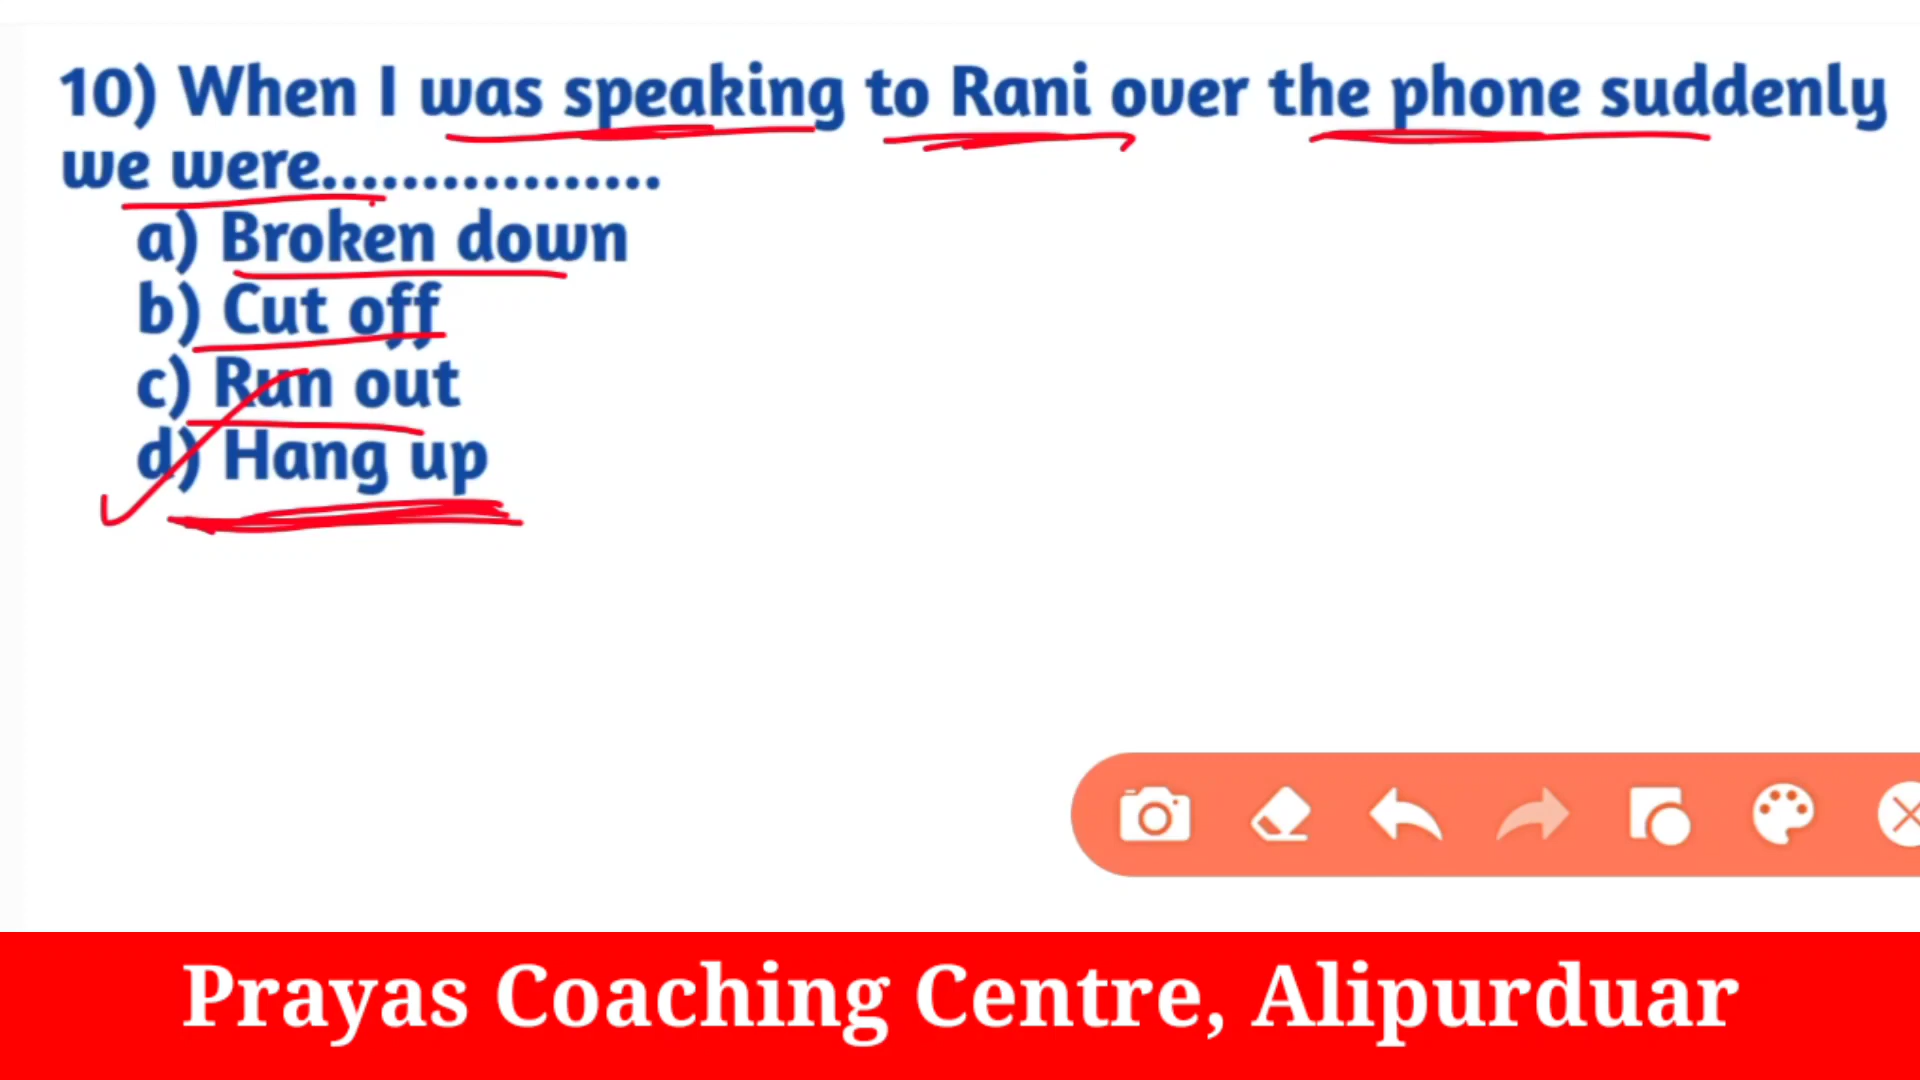 10) When I was speaking to Rani over the phone suddenly
we were.................
a) Broken down
b) Cut off
c) Run out
d) Hang up
Prayas Coaching Centre, Alipurduar